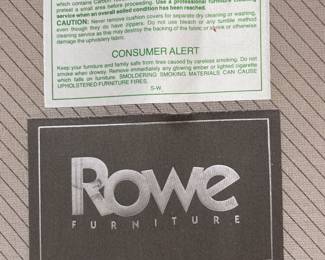 pretest a small area before proceeding. Use a professional furniture
service when an overall soiled condition has been reached.
CAUTION: Never remove cushion covers for separate dry cleaning or washing,
even though they do have zippers. Do not use bleach or any tumble method
cleaning service as this may destroy the backing of the fabric or shrink or otherwise
damage the upholstery fabric.
CONSUMER ALERT
Keep your furniture and family safe from fires caused by careless smoking. Do not
smoke when drowsy. Remove immediately any glowing ember or lighted cigarette
which falls on furniture. SMOLDERING SMOKING MATERIALS CAN CAUSE
UPHOLSTERED FURNITURE FIRES.
S-W
Rowe
FURNITURE